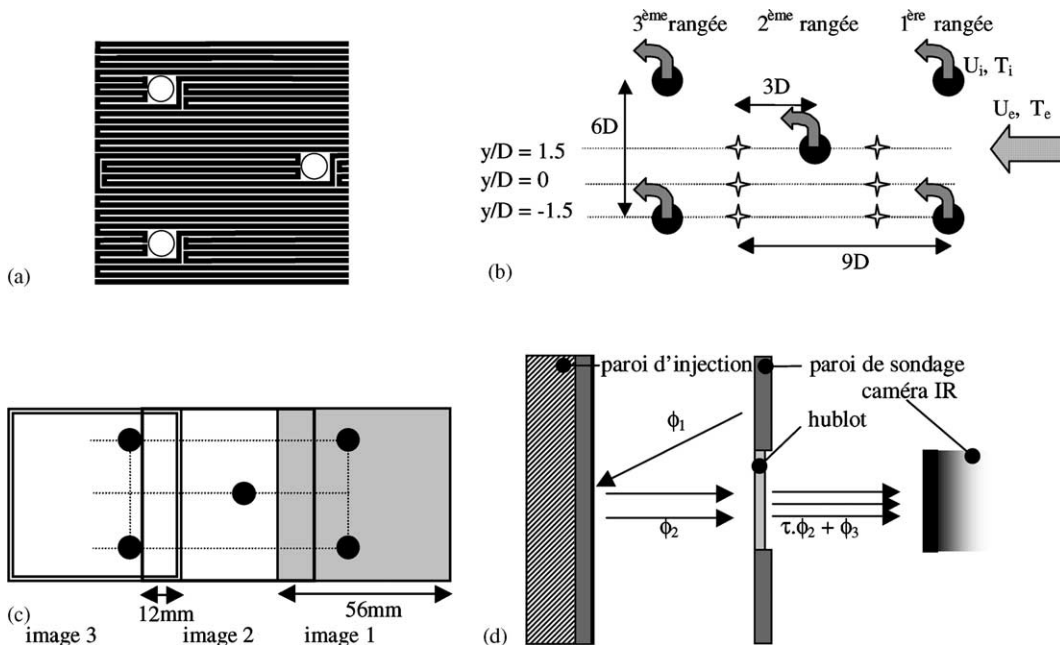 (a)
3ème rangée 2ème rangée 1ère rangée
Ui, Ti
3D
Ue, Te
6D
y/D = 1.5
y/D = 0
y/D = -1.5
9D
(b)
12mm
56mm
(c)
image 3 image 2 image 1
paroi d'injection
paroi de sondage
caméra IR
hublot
ϕ1
ϕ2
τ.ϕ2 + ϕ3
(d)